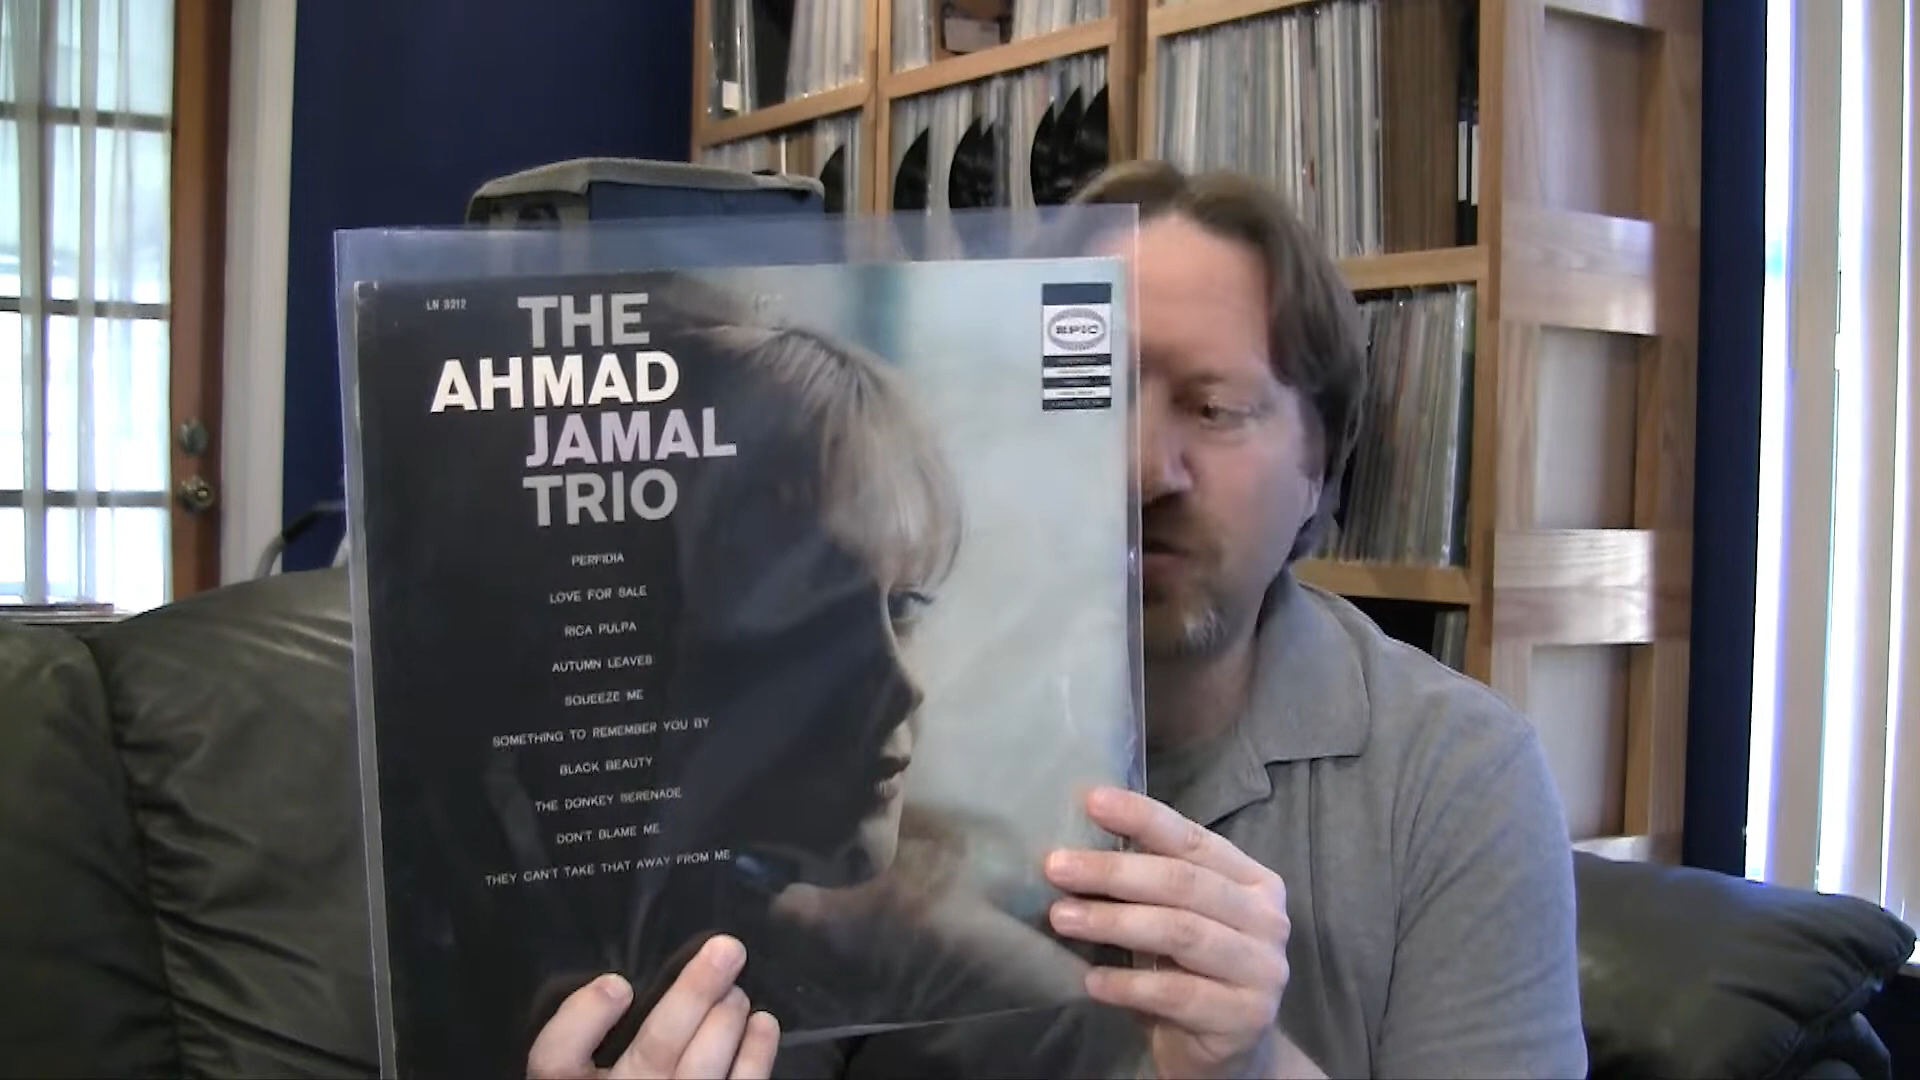 LN 3212
THE
AHMAD
JAMAL
TRIO
EPIC
PERFIDIA
LOVE FOR SALE
RICA PULPA
AUTUMN LEAVES
SQUEEZE ME
SOMETHING TO REMEMBER YOU BY
BLACK BEAUTY
THE DONKEY SERENADE
DON'T BLAME ME
THEY CAN'T TAKE THAT AWAY FROM ME